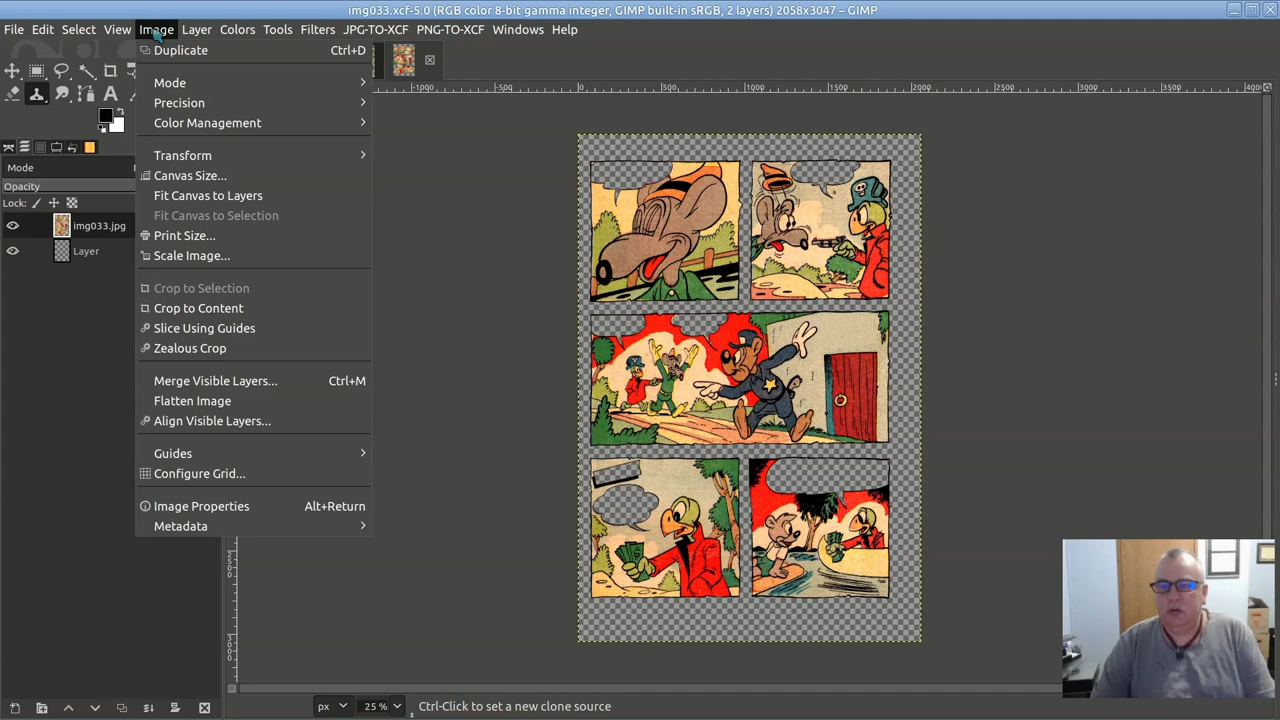 img033.xcf-5.0 (RGB color 8-bit gamma integer, GIMP built-in sRGB, 2 layers) 2058x3047 – GIMP
File Edit Select View Image Layer Colors Tools Filters JPG-TO-XCF PNG-TO-XCF Windows Help
Duplicate Ctrl+D
Mode
Precision
Color Management
Transform
Canvas Size...
Fit Canvas to Layers
Fit Canvas to Selection
Print Size...
Scale Image...
Crop to Selection
Crop to Content
Slice Using Guides
Zealous Crop
Merge Visible Layers... Ctrl+M
Flatten Image
Align Visible Layers...
Guides
Configure Grid...
Image Properties Alt+Return
Metadata
Mode
Opacity
Lock:
img033.jpg
Layer
-1000 -500 0 500 1000 1500 2000 2500 3000 3500 400
2500
3000
px 25 % Ctrl-Click to set a new clone source